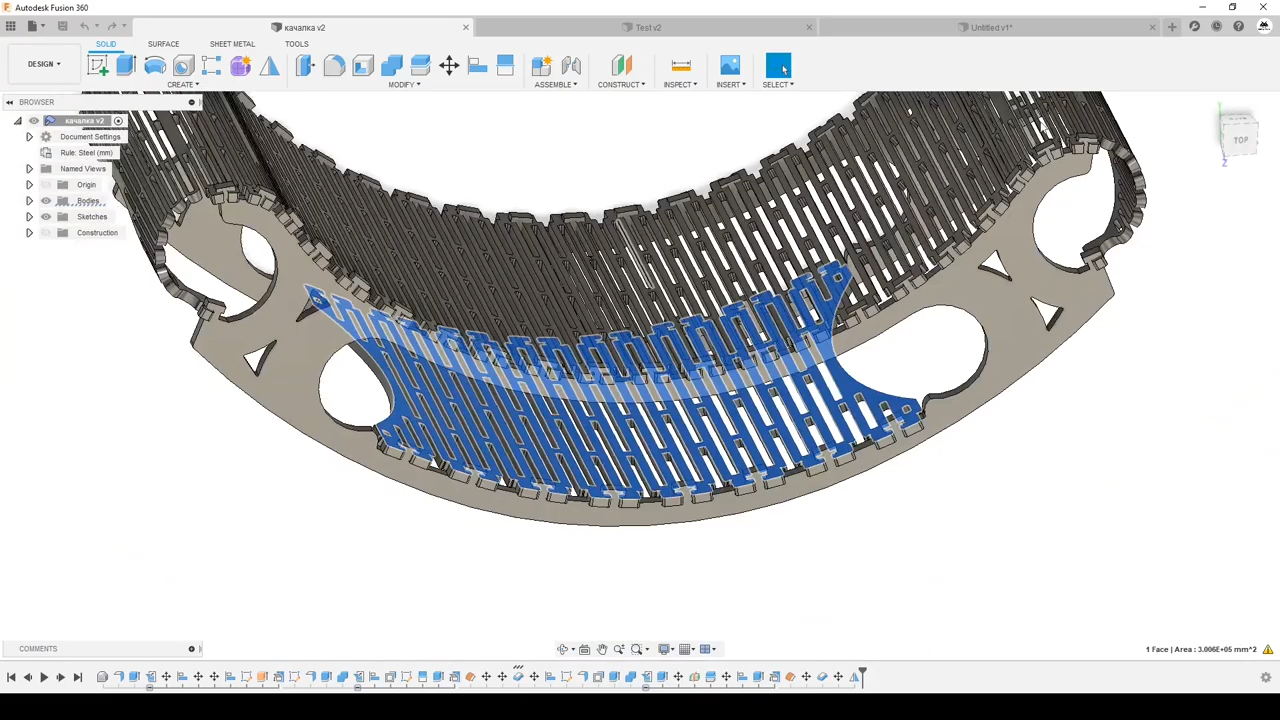 Autodesk Fusion 360
качалка v2
Test v2
Untitled v1*
DESIGN
SOLID
SURFACE
SHEET METAL
TOOLS
CREATE
MODIFY
ASSEMBLE
CONSTRUCT
INSPECT
INSERT
SELECT
BROWSER
качалка v2
Document Settings
Rule: Steel (mm)
Named Views
Origin
Bodies
Sketches
Construction
TOP
Z
COMMENTS
1 Face | Area : 3.006E+05 mm^2